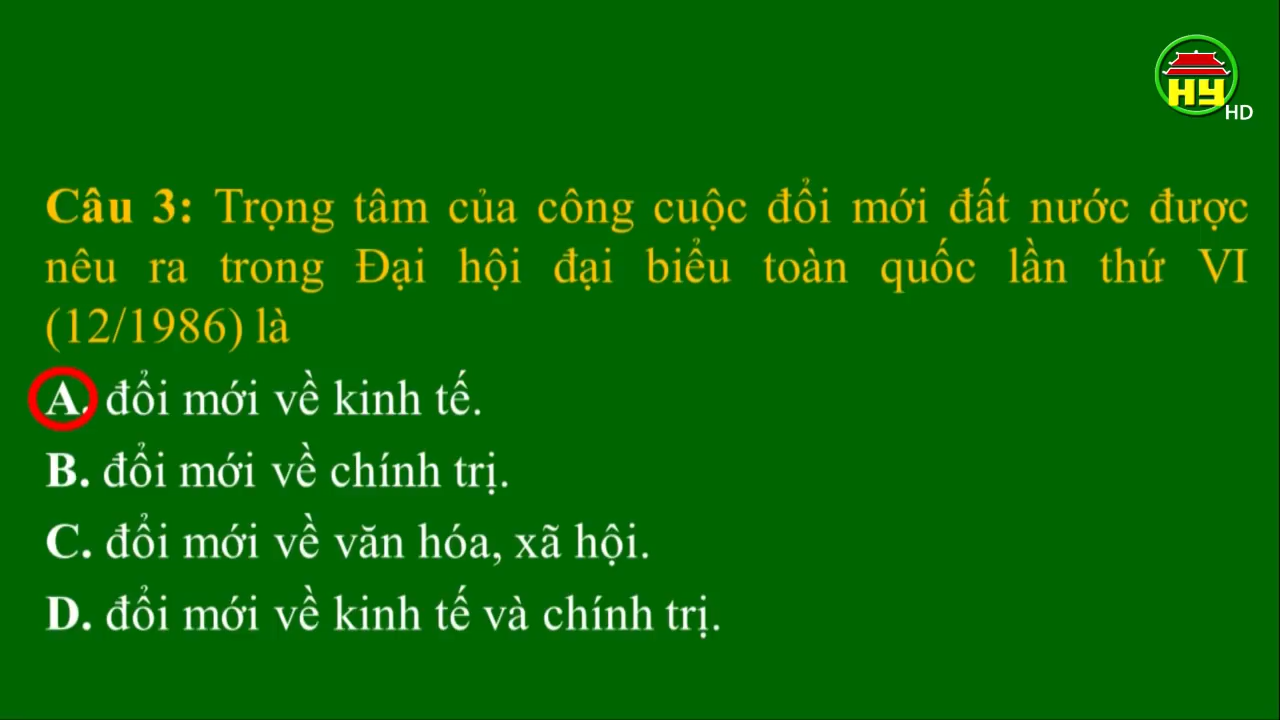 HY
HD
Câu 3: Trọng tâm của công cuộc đổi mới đất nước được
nêu ra trong Đại hội đại biểu toàn quốc lần thứ VI
(12/1986) là
A. đổi mới về kinh tế.
B. đổi mới về chính trị.
C. đổi mới về văn hóa, xã hội.
D. đổi mới về kinh tế và chính trị.